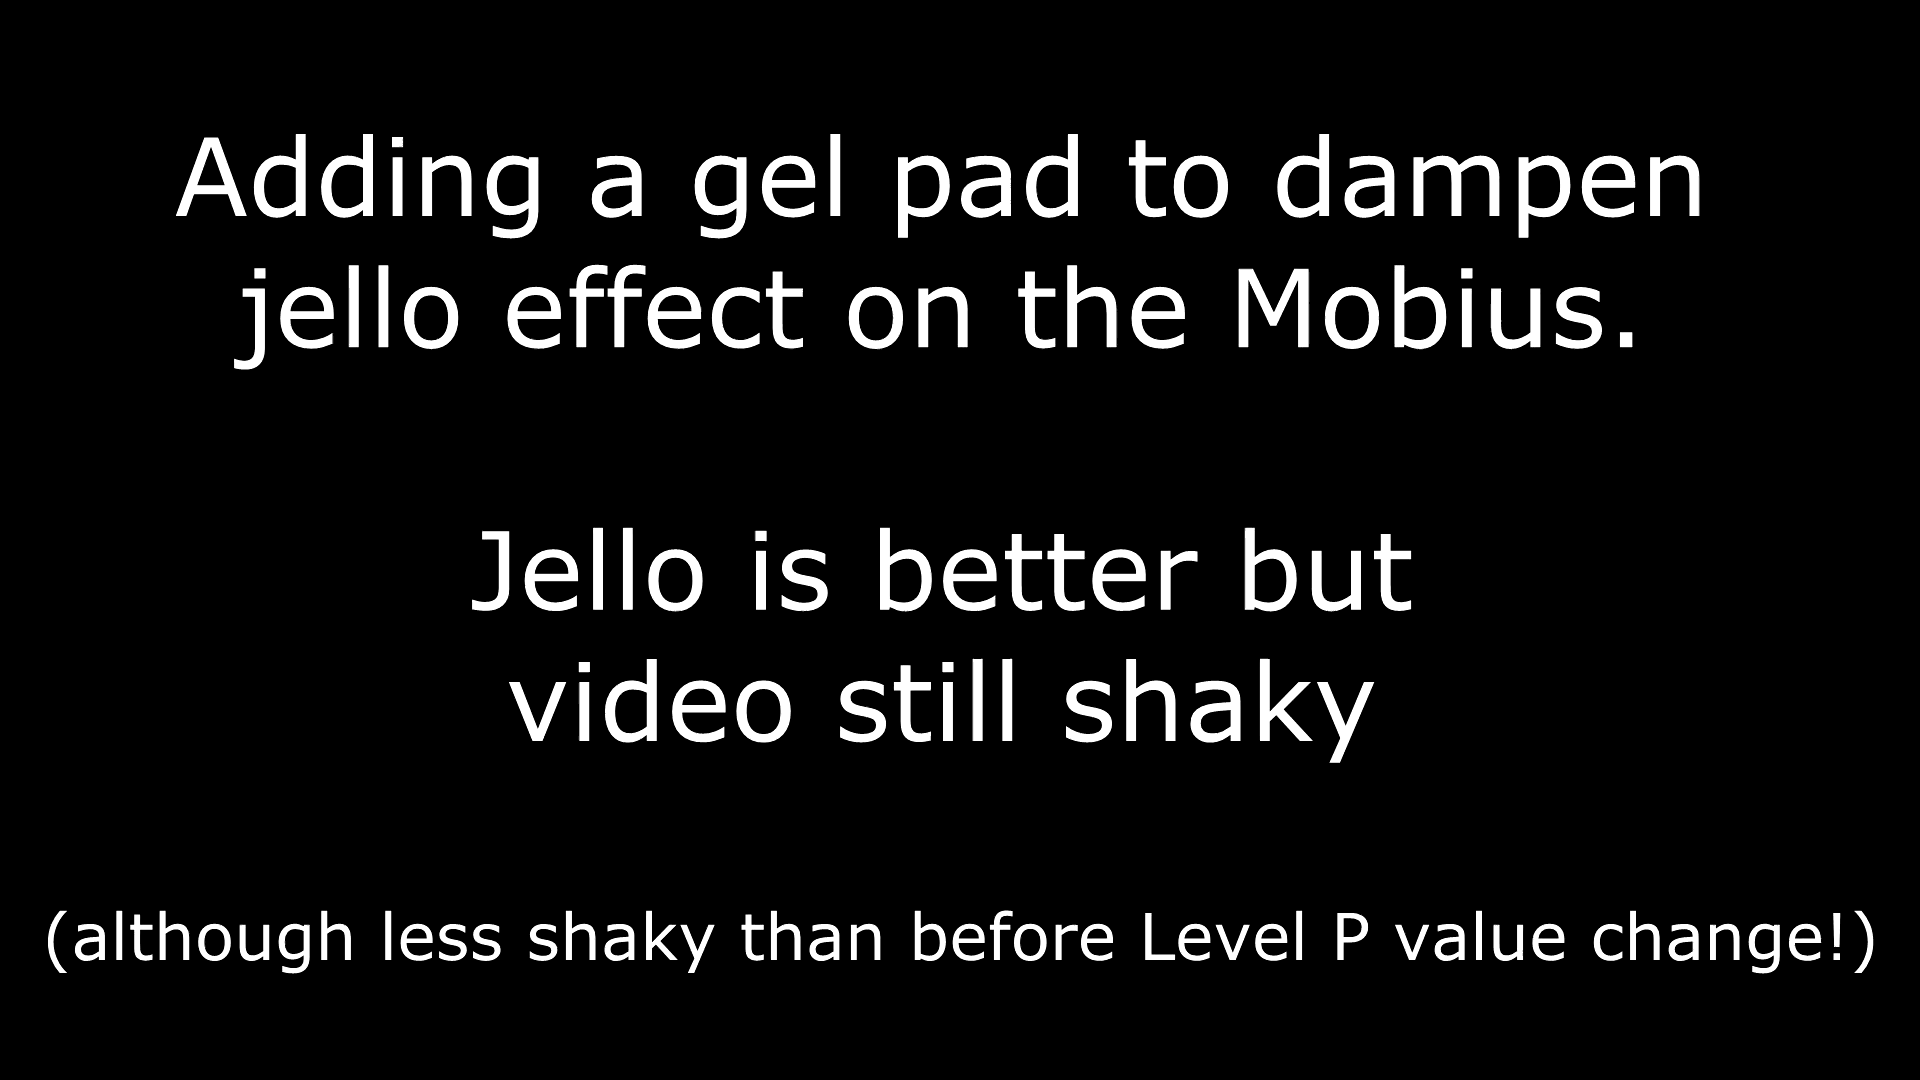 Adding a gel pad to dampen
jello effect on the Mobius.
Jello is better but
video still shaky
(although less shaky than before Level P value change!)